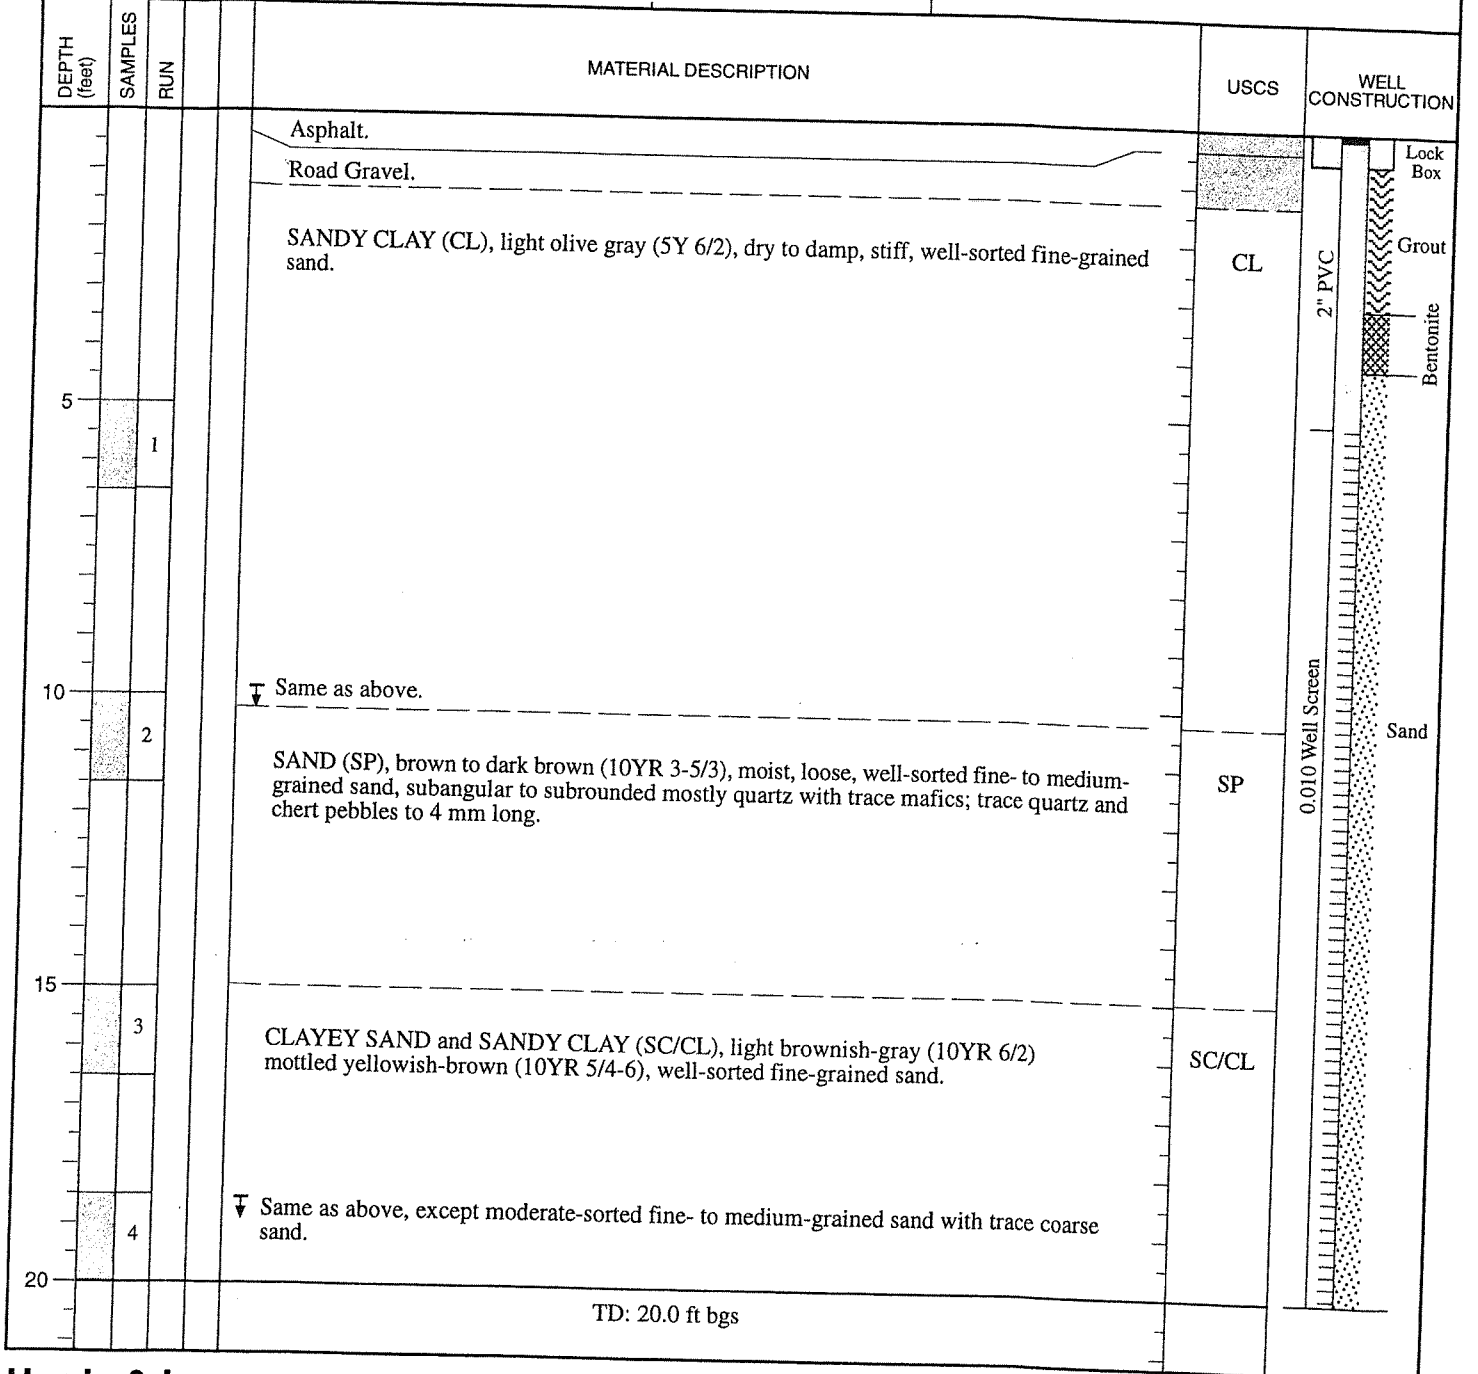 DEPTH
(feet)
SAMPLES
RUN
MATERIAL DESCRIPTION
USCS
WELL
CONSTRUCTION
Asphalt.
Lock
Box
Road Gravel.
SANDY CLAY (CL), light olive gray (5Y 6/2), dry to damp, stiff, well-sorted fine-grained
sand.
CL
2" PVC
Grout
Bentonite
5
1
10
Same as above.
2
0.010 Well Screen
Sand
SAND (SP), brown to dark brown (10YR 3-5/3), moist, loose, well-sorted fine- to medium-
grained sand, subangular to subrounded mostly quartz with trace mafics; trace quartz and
chert pebbles to 4 mm long.
SP
15
3
CLAYEY SAND and SANDY CLAY (SC/CL), light brownish-gray (10YR 6/2)
mottled yellowish-brown (10YR 5/4-6), well-sorted fine-grained sand.
SC/CL
4
Same as above, except moderate-sorted fine- to medium-grained sand with trace coarse
sand.
20
TD: 20.0 ft bgs